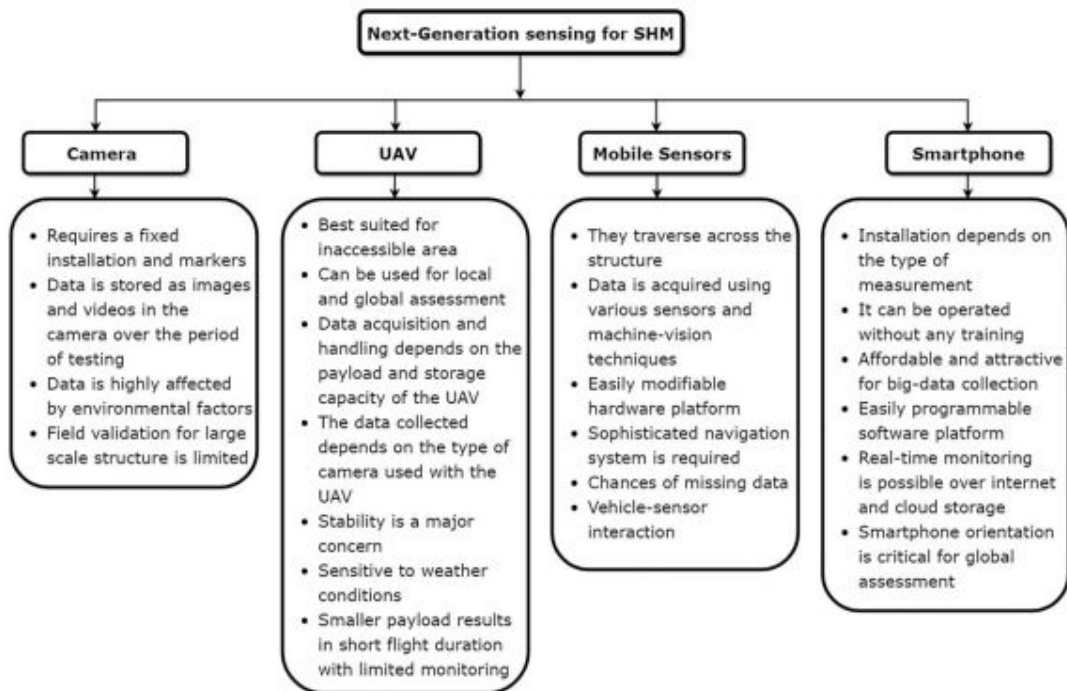 Next-Generation sensing for SHM
Camera
• Requires a fixed
installation and markers
• Data is stored as images
and videos in the
camera over the period
of testing
• Data is highly affected
by environmental factors
• Field validation for large
scale structure is limited
UAV
• Best suited for
inaccessible area
• Can be used for local
and global assessment
• Data acquisition and
handling depends on the
payload and storage
capacity of the UAV
• The data collected
depends on the type of
camera used with the
UAV
• Stability is a major
concern
• Sensitive to weather
conditions
• Smaller payload results
in short flight duration
with limited monitoring
Mobile Sensors
• They traverse across the
structure
• Data is acquired using
various sensors and
machine-vision
techniques
• Easily modifiable
hardware platform
• Sophisticated navigation
system is required
• Chances of missing data
• Vehicle-sensor
interaction
Smartphone
• Installation depends on
the type of
measurement
• It can be operated
without any training
• Affordable and attractive
for big-data collection
• Easily programmable
software platform
• Real-time monitoring
is possible over internet
and cloud storage
• Smartphone orientation
is critical for global
assessment